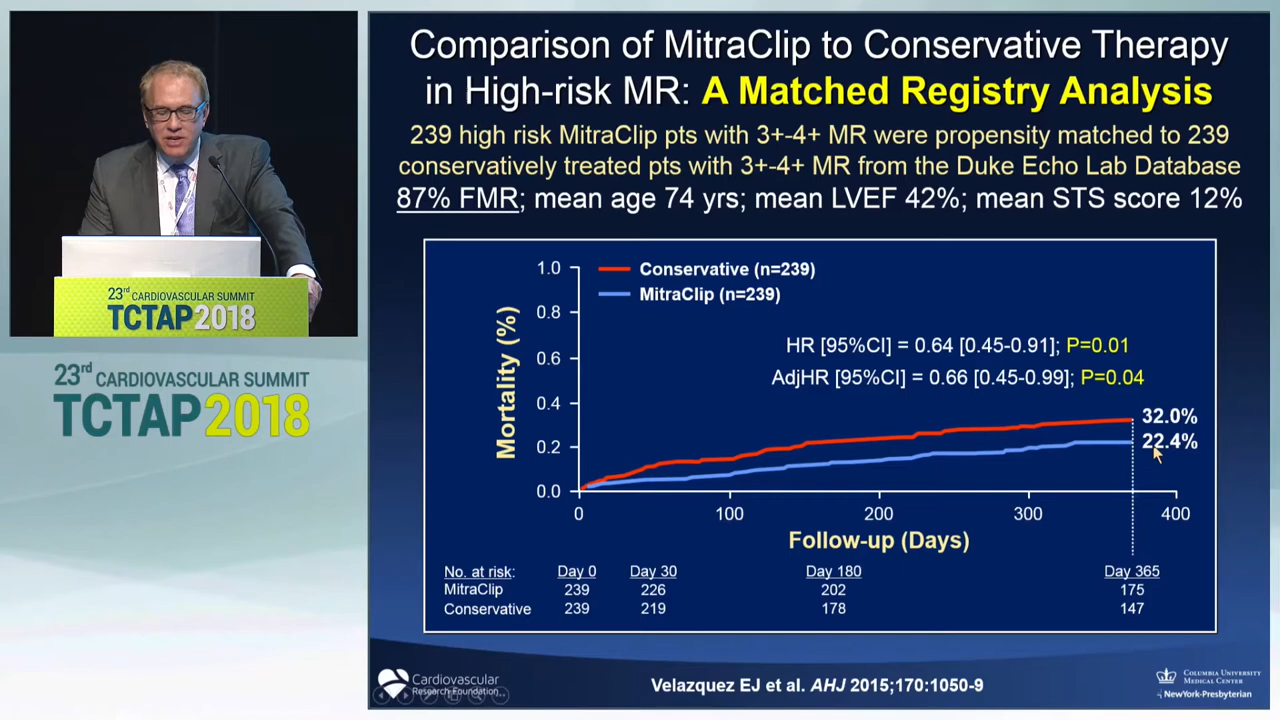 Comparison of MitraClip to Conservative Therapy
in High-risk MR: A Matched Registry Analysis
239 high risk MitraClip pts with 3+-4+ MR were propensity matched to 239
conservatively treated pts with 3+-4+ MR from the Duke Echo Lab Database
87% FMR; mean age 74 yrs; mean LVEF 42%; mean STS score 12%
Mortality (%)
1.0
0.8
0.6
0.4
0.2
0.0
Conservative (n=239)
MitraClip (n=239)
HR [95%CI] = 0.64 [0.45-0.91]; P=0.01
AdjHR [95%CI] = 0.66 [0.45-0.99]; P=0.04
32.0%
22.4%
0 100 200 300 400
Follow-up (Days)
No. at risk: Day 0 Day 30 Day 180 Day 365
MitraClip 239 226 202 175
Conservative 239 219 178 147
Cardiovascular
Research Foundation
Velazquez EJ et al. AHJ 2015;170:1050-9
COLUMBIA UNIVERSITY
MEDICAL CENTER
NewYork-Presbyterian
23rd CARDIOVASCULAR SUMMIT
TCTAP2018
23rd CARDIOVASCULAR SUMMIT
TCTAP2018